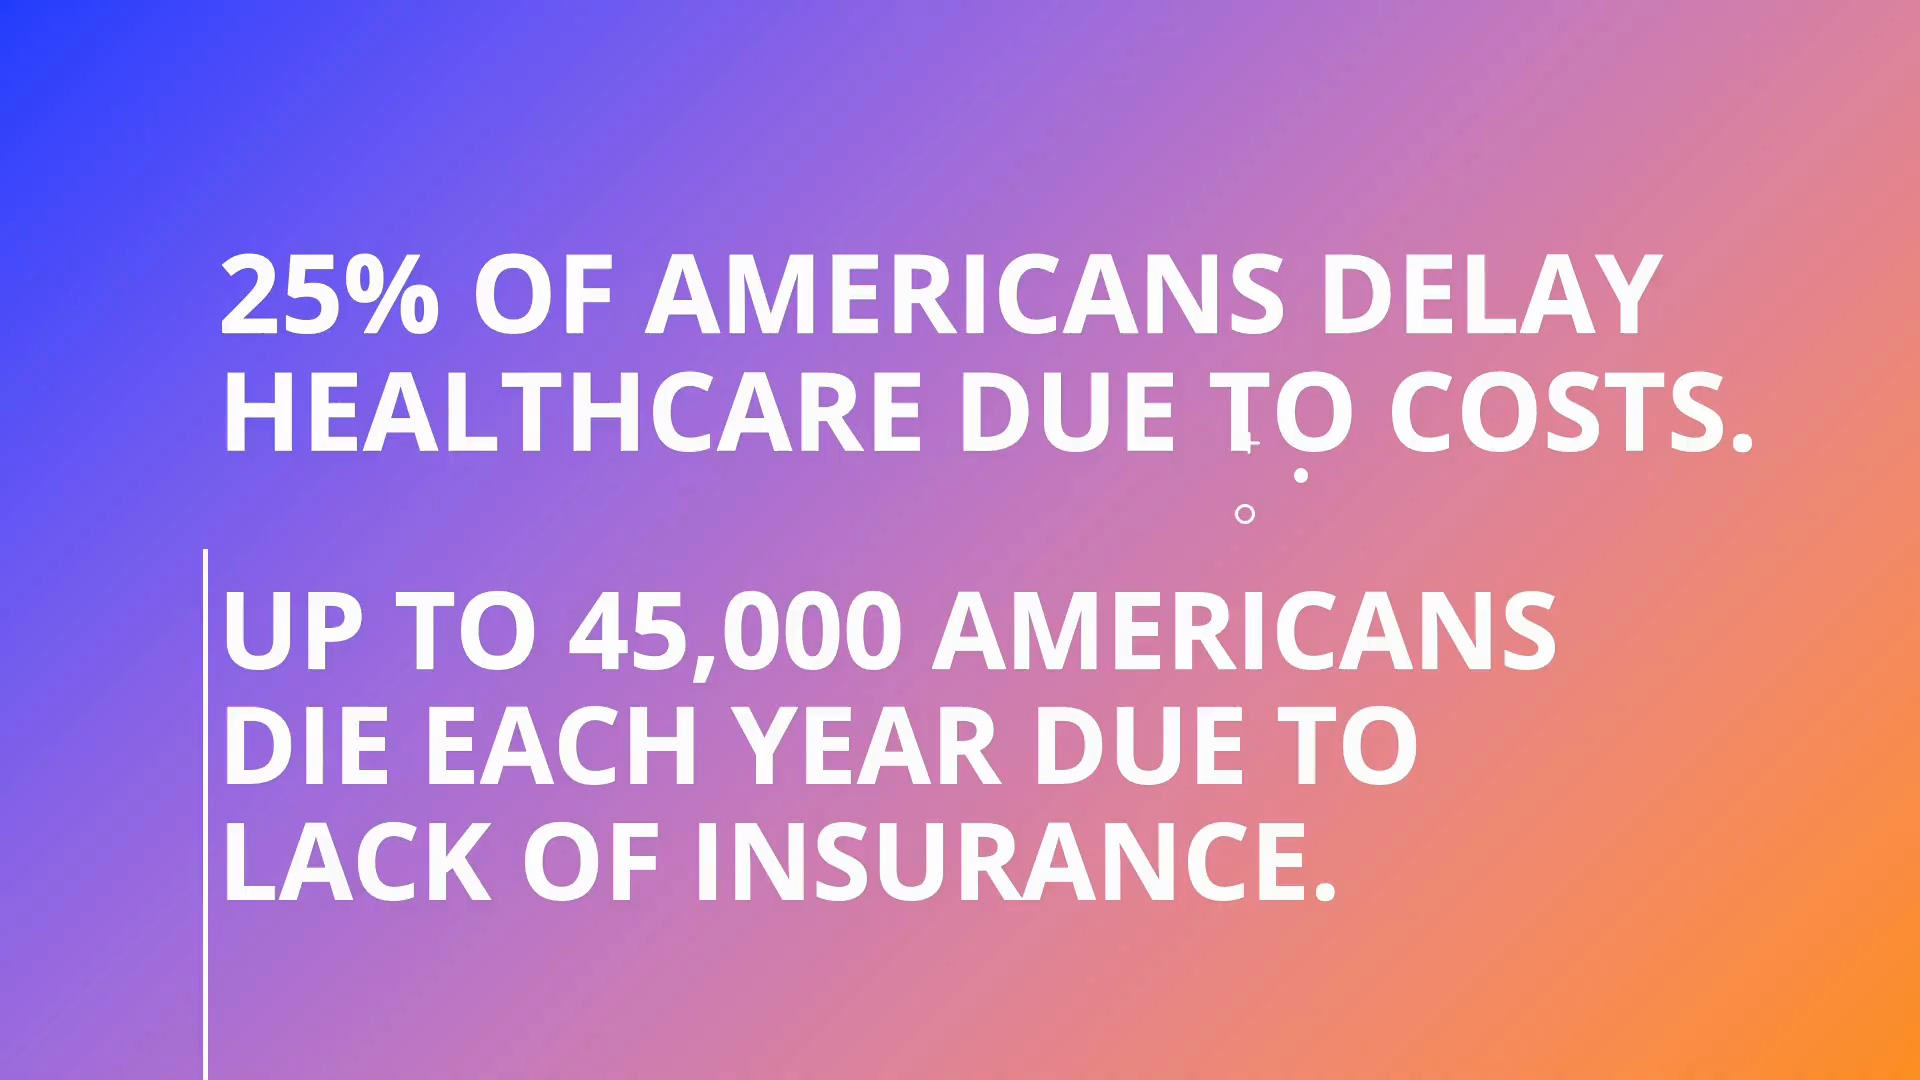 25% OF AMERICANS DELAY
HEALTHCARE DUE TO COSTS.
UP TO 45,000 AMERICANS
DIE EACH YEAR DUE TO
LACK OF INSURANCE.